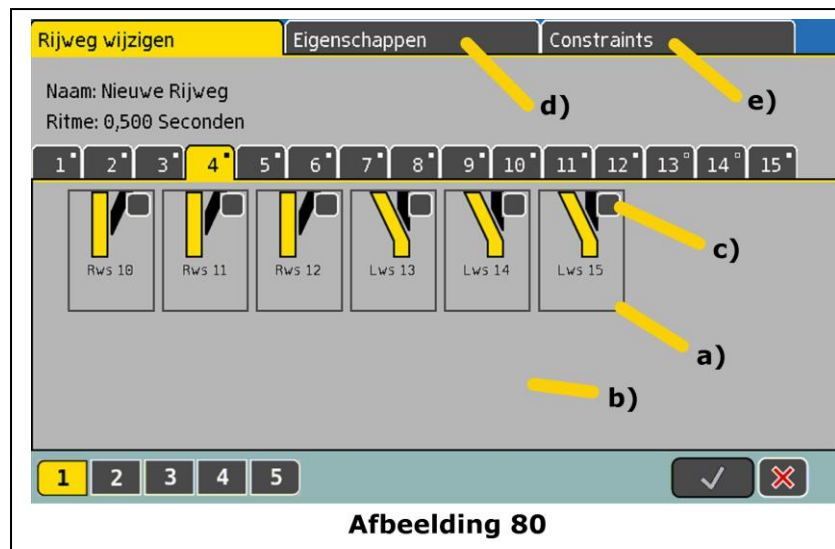 Rijweg wijzigen Eigenschappen Constraints
d) e)
Naam: Nieuwe Rijweg
Ritme: 0,500 Seconden
1 2 3 4 5 6 7 8 9 10 11 12 13 14 15
c)
Rws 10 Rws 11 Rws 12 Lws 13 Lws 14 Lws 15
a)
b)
1 2 3 4 5
Afbeelding 80